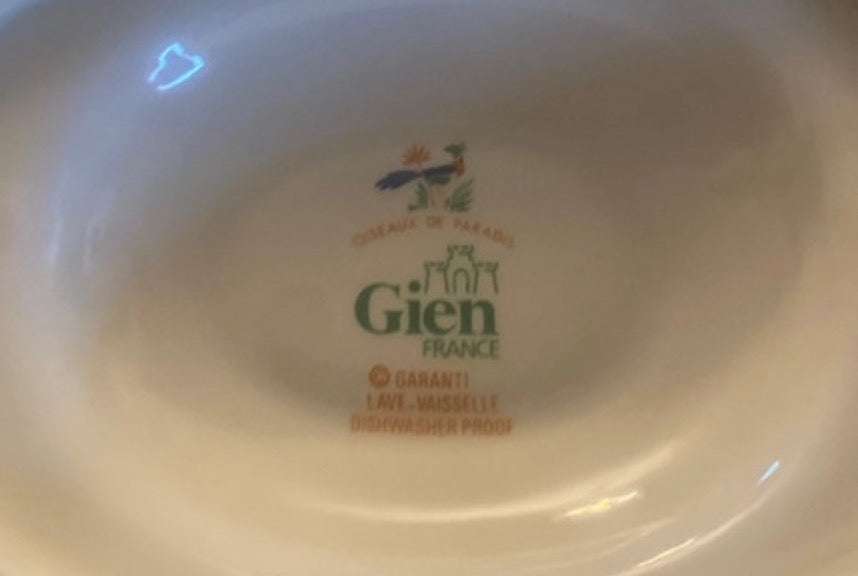 OISEAUX DE PARADIS
Gien
FRANCE
© GARANTI
LAVE-VAISSELLE
DISHWASHER PROOF